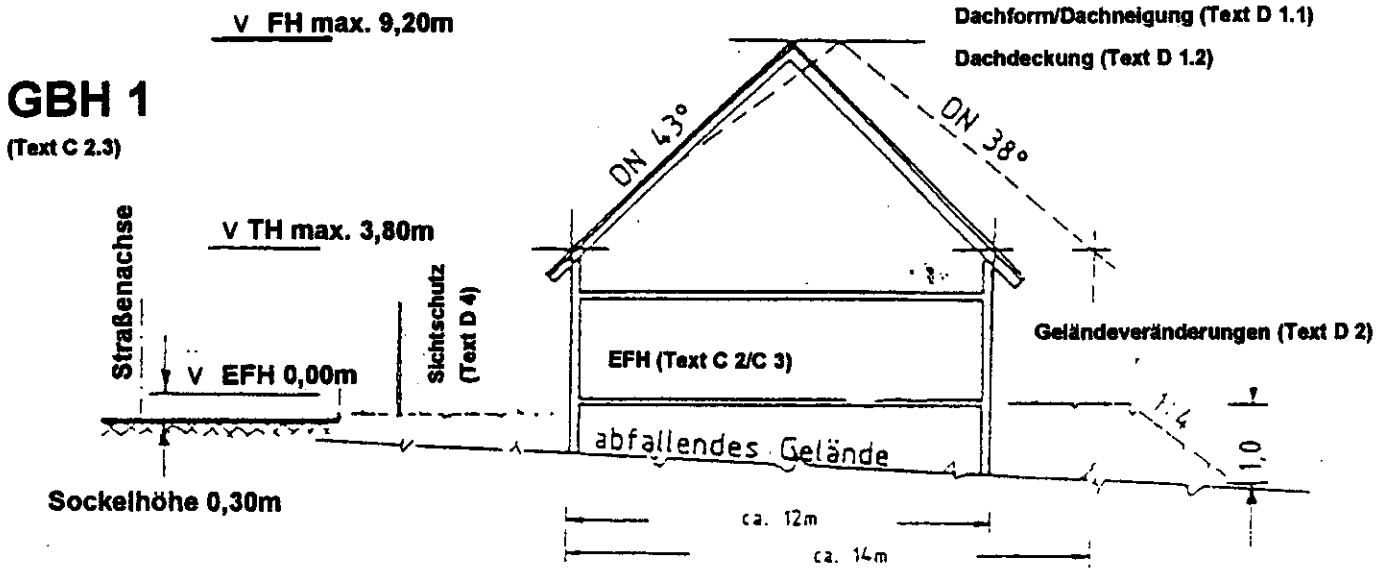 V FH max. 9,20m
Dachform/Dachneigung (Text D 1.1)
Dachdeckung (Text D 1.2)
GBH 1
(Text C 2.3)
DN 43°
DN 38°
Straßenachse
V TH max. 3,80m
Sichtschutz
(Text D 4)
Geländeveränderungen (Text D 2)
V EFH 0,00m
EFH (Text C 2/C 3)
1:4
1,0
abfallendes Gelände
Sockelhöhe 0,30m
ca. 12m
ca. 14m